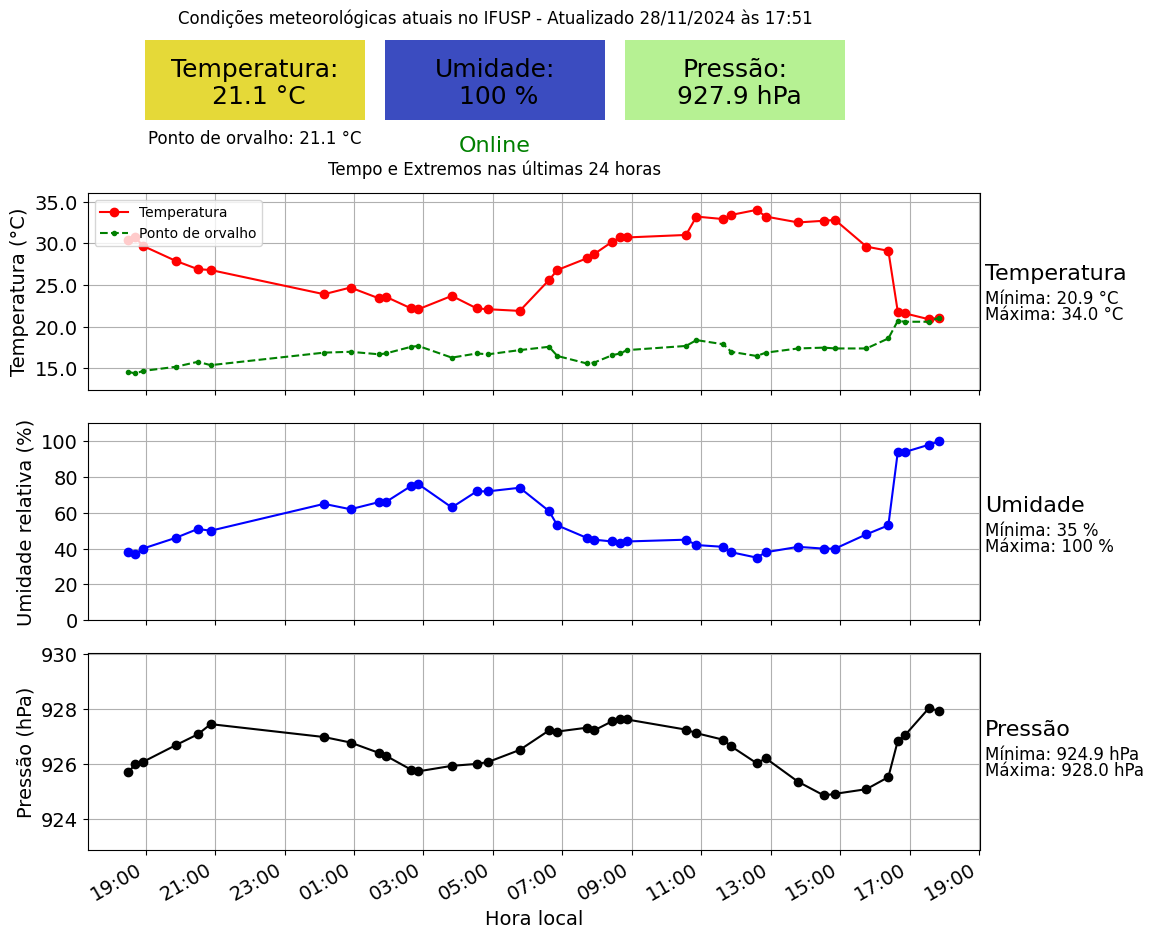 Condições meteorológicas atuais no IFUSP - Atualizado 28/11/2024 às 17:51
Temperatura:
21.1 °C
Umidade:
100 %
Pressão:
927.9 hPa
Ponto de orvalho: 21.1 °C
Online
Tempo e Extremos nas últimas 24 horas
Temperatura (°C)
35.0
30.0
25.0
20.0
15.0
Temperatura
Ponto de orvalho
Temperatura
Mínima: 20.9 °C
Máxima: 34.0 °C
Umidade relativa (%)
100
80
60
40
20
0
Umidade
Mínima: 35 %
Máxima: 100 %
Pressão (hPa)
930
928
926
924
Pressão
Mínima: 924.9 hPa
Máxima: 928.0 hPa
19:00 21:00 23:00 01:00 03:00 05:00 07:00 09:00 11:00 13:00 15:00 17:00 19:00
Hora local